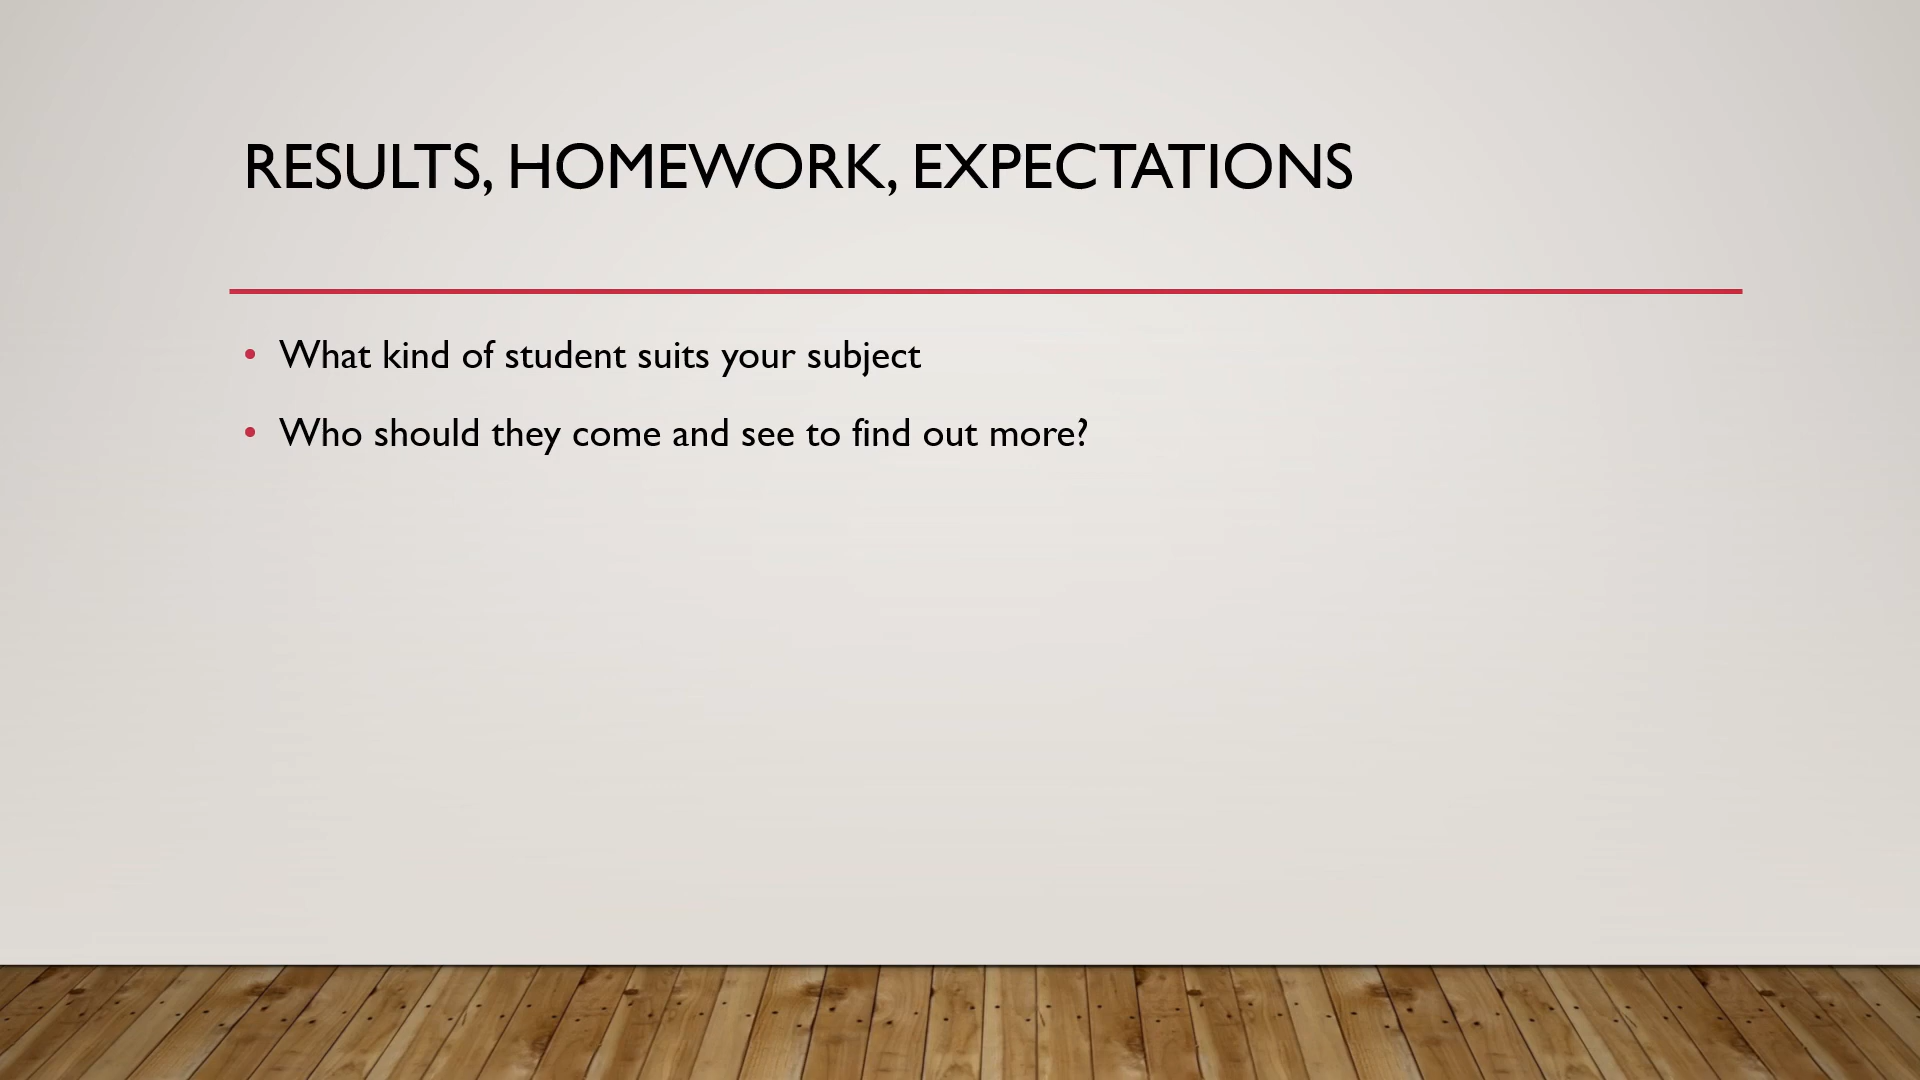 RESULTS, HOMEWORK, EXPECTATIONS
• What kind of student suits your subject
• Who should they come and see to find out more?